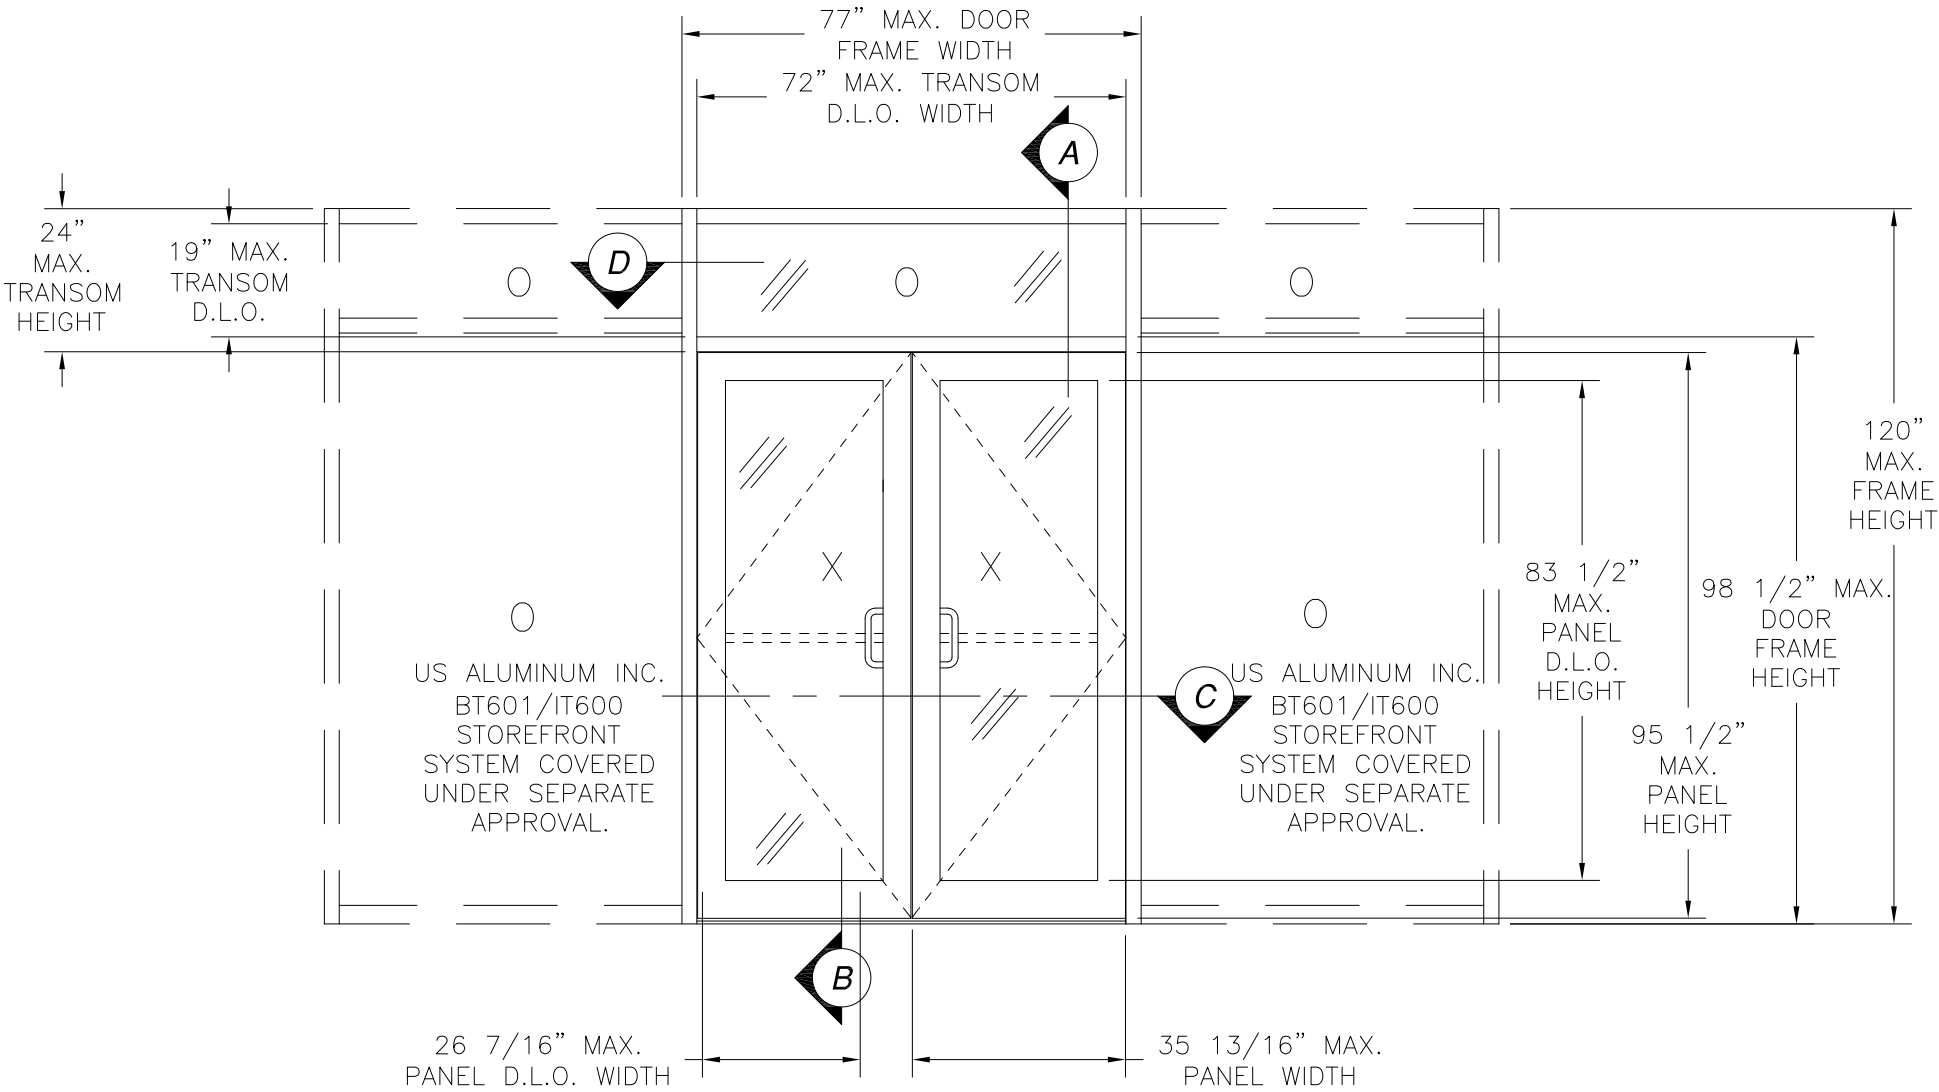 77" MAX. DOOR
FRAME WIDTH
72" MAX. TRANSOM
D.L.O. WIDTH
A
24"
MAX.
TRANSOM
HEIGHT
19" MAX.
TRANSOM
D.L.O.
D
O
O
O
120"
MAX.
FRAME
HEIGHT
X
X
83 1/2"
MAX.
PANEL
D.L.O.
HEIGHT
98 1/2" MAX.
DOOR
FRAME
HEIGHT
O
O
US ALUMINUM INC.
BT601/IT600
STOREFRONT
SYSTEM COVERED
UNDER SEPARATE
APPROVAL.
C
US ALUMINUM INC.
BT601/IT600
STOREFRONT
SYSTEM COVERED
UNDER SEPARATE
APPROVAL.
95 1/2"
MAX.
PANEL
HEIGHT
B
26 7/16" MAX.
PANEL D.L.O. WIDTH
35 13/16" MAX.
PANEL WIDTH